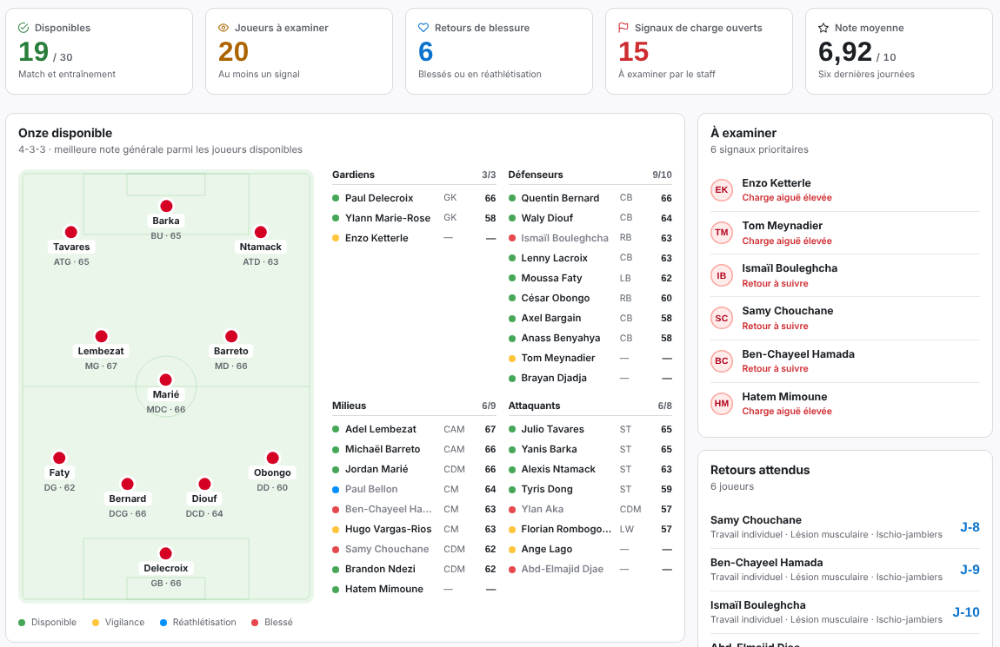 Disponibles
19 / 30
Match et entraînement
Joueurs à examiner
20
Au moins un signal
Retours de blessure
6
Blessés ou en réathlétisation
Signaux de charge ouverts
15
À examiner par le staff
Note moyenne
6,92 / 10
Six dernières journées
Onze disponible
4-3-3 · meilleure note générale parmi les joueurs disponibles
Barka
BU · 65
Tavares
ATG · 65
Ntamack
ATD · 63
Lembezat
MG · 67
Barreto
MD · 66
Marié
MDC · 66
Faty
DG · 62
Obongo
DD · 60
Bernard
DCG · 66
Diouf
DCD · 64
Delecroix
GB · 66
Disponible Vigilance Réathlétisation Blessé
Gardiens 3/3
Paul Delecroix GK 66
Ylann Marie-Rose GK 58
Enzo Ketterle — —
Défenseurs 9/10
Quentin Bernard CB 66
Waly Diouf CB 64
Ismaïl Bouleghcha RB 63
Lenny Lacroix CB 63
Moussa Faty LB 62
César Obongo RB 60
Axel Bargain CB 58
Anass Benyahya CB 58
Tom Meynadier — —
Brayan Djadja — —
Milieus 6/9
Adel Lembezat CAM 67
Michaël Barreto CAM 66
Jordan Marié CDM 66
Paul Bellon CM 64
Ben-Chayeel Ha... CM 63
Hugo Vargas-Rios CM 63
Samy Chouchane CDM 62
Brandon Ndezi CDM 62
Hatem Mimoune — —
Attaquants 6/8
Julio Tavares ST 65
Yanis Barka ST 65
Alexis Ntamack ST 63
Tyris Dong ST 59
Ylan Aka CDM 57
Florian Rombogo... LW 57
Ange Lago — —
Abd-Elmajid Djae — —
À examiner
6 signaux prioritaires
EK Enzo Ketterle
Charge aiguë élevée
TM Tom Meynadier
Charge aiguë élevée
IB Ismaïl Bouleghcha
Retour à suivre
SC Samy Chouchane
Retour à suivre
BC Ben-Chayeel Hamada
Retour à suivre
HM Hatem Mimoune
Charge aiguë élevée
Retours attendus
6 joueurs
Samy Chouchane
Travail individuel · Lésion musculaire · Ischio-jambiers J-8
Ben-Chayeel Hamada
Travail individuel · Lésion musculaire · Ischio-jambiers J-9
Ismaïl Bouleghcha
Travail individuel · Lésion musculaire · Ischio-jambiers J-10